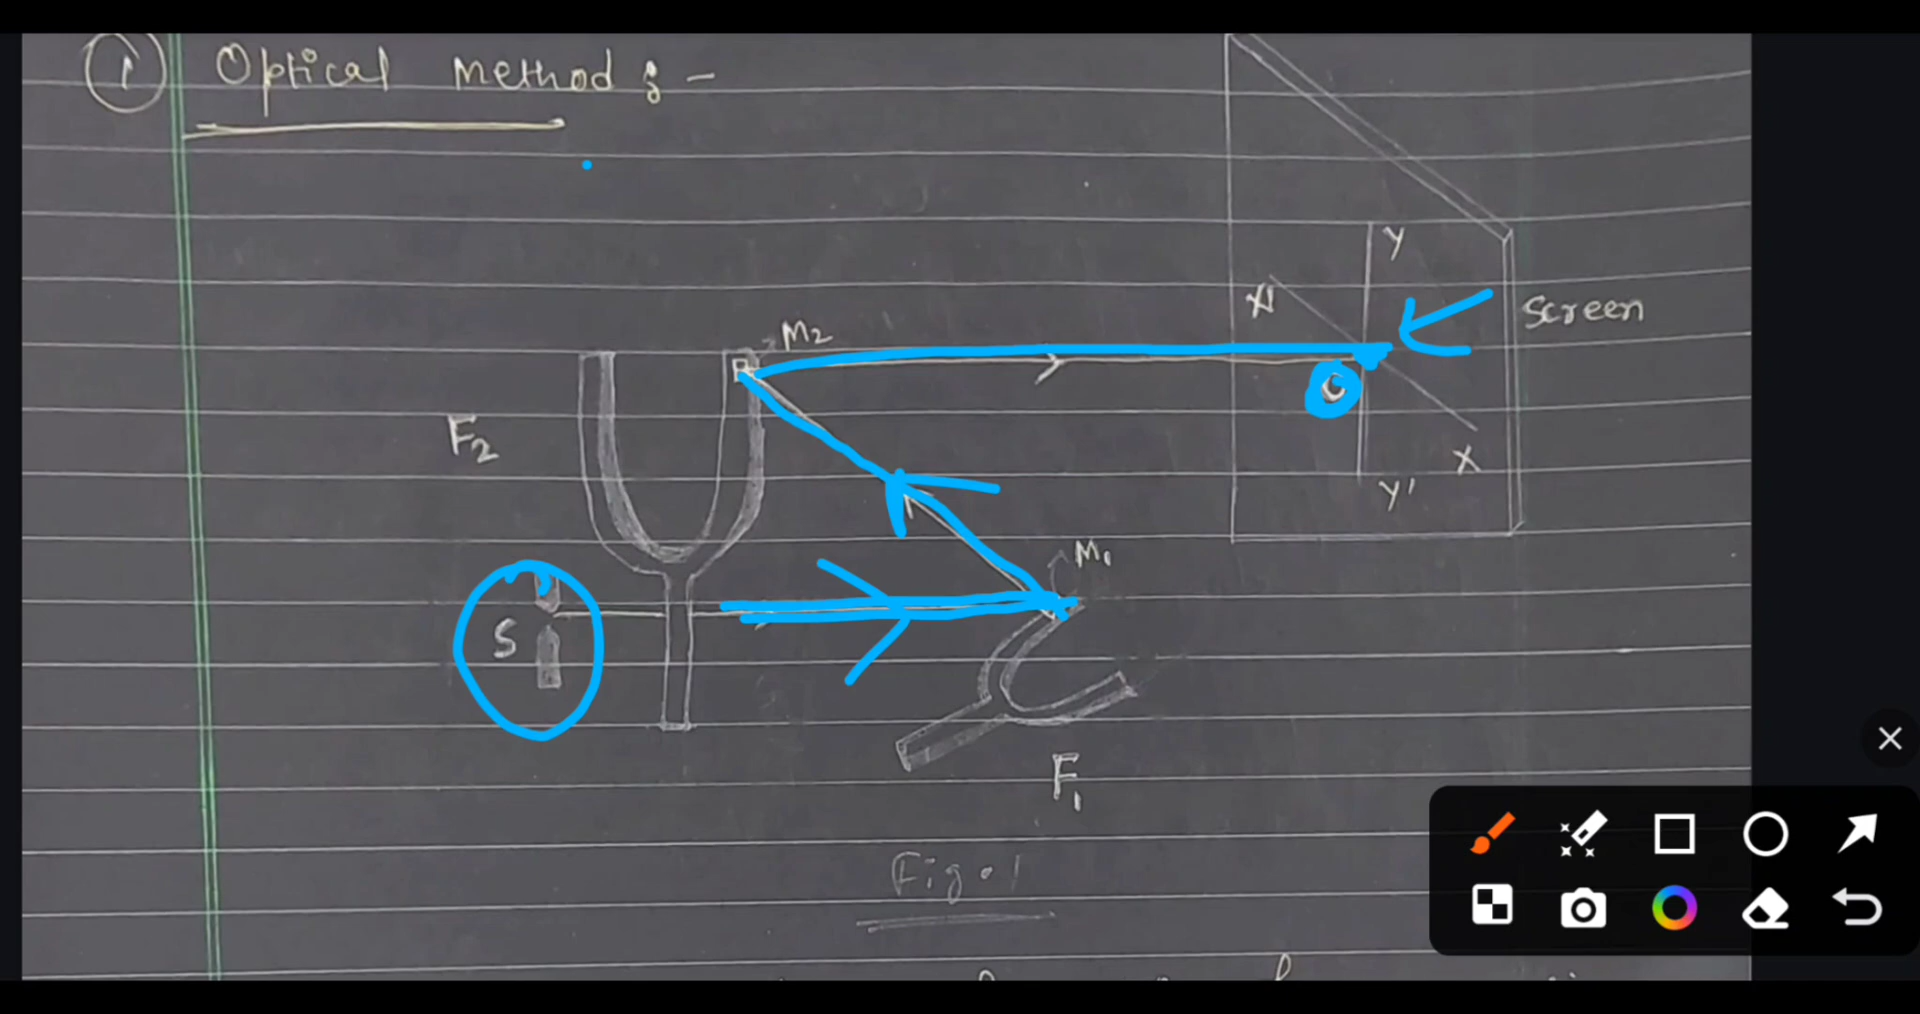 1 Optical method :-
Y
X'
Screen
M2
O
F2
X
Y'
M1
S
F1
Fig. 1